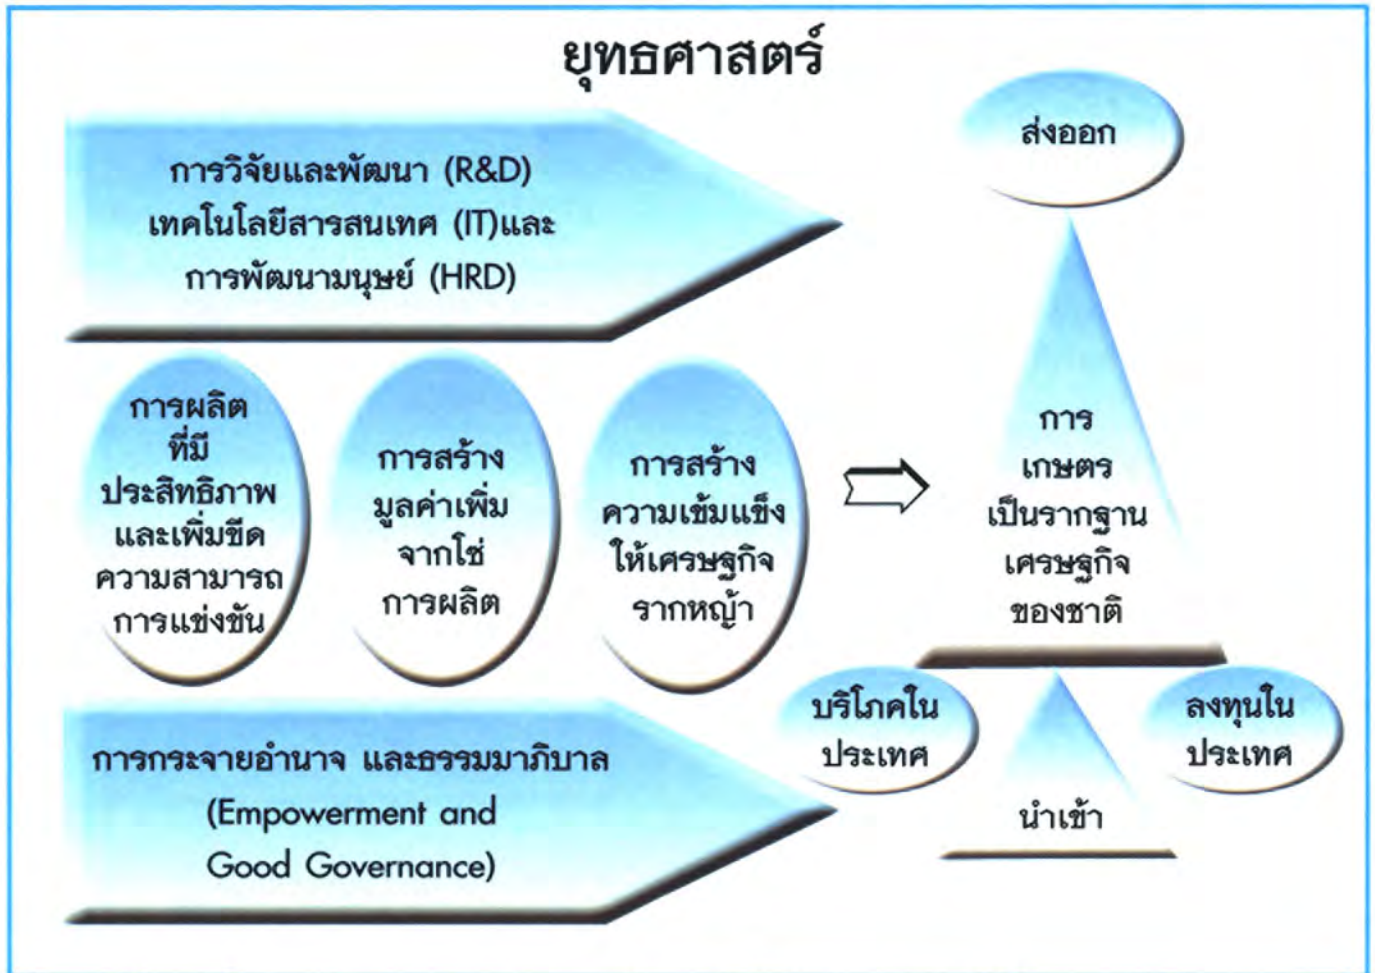 ยุทธศาสตร์
การวิจัยและพัฒนา (R&D)
เทคโนโลยีสารสนเทศ (IT)และ
การพัฒนามนุษย์ (HRD)
การผลิต
ที่มี
ประสิทธิภาพ
และเพิ่มขีด
ความสามารถ
การแข่งขัน
การสร้าง
มูลค่าเพิ่ม
จากโซ่
การผลิต
การสร้าง
ความเข้มแข็ง
ให้เศรษฐกิจ
รากหญ้า
การกระจายอำนาจ และธรรมมาภิบาล
(Empowerment and
Good Governance)
ส่งออก
การ
เกษตร
เป็นรากฐาน
เศรษฐกิจ
ของชาติ
บริโภคใน
ประเทศ
ลงทุนใน
ประเทศ
นำเข้า